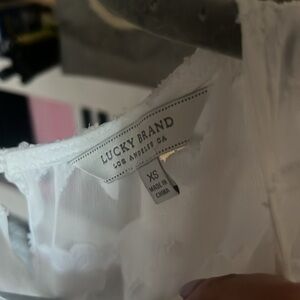 LUCKY BRAND
LOS ANGELES CA
XS
MADE IN
CHINA